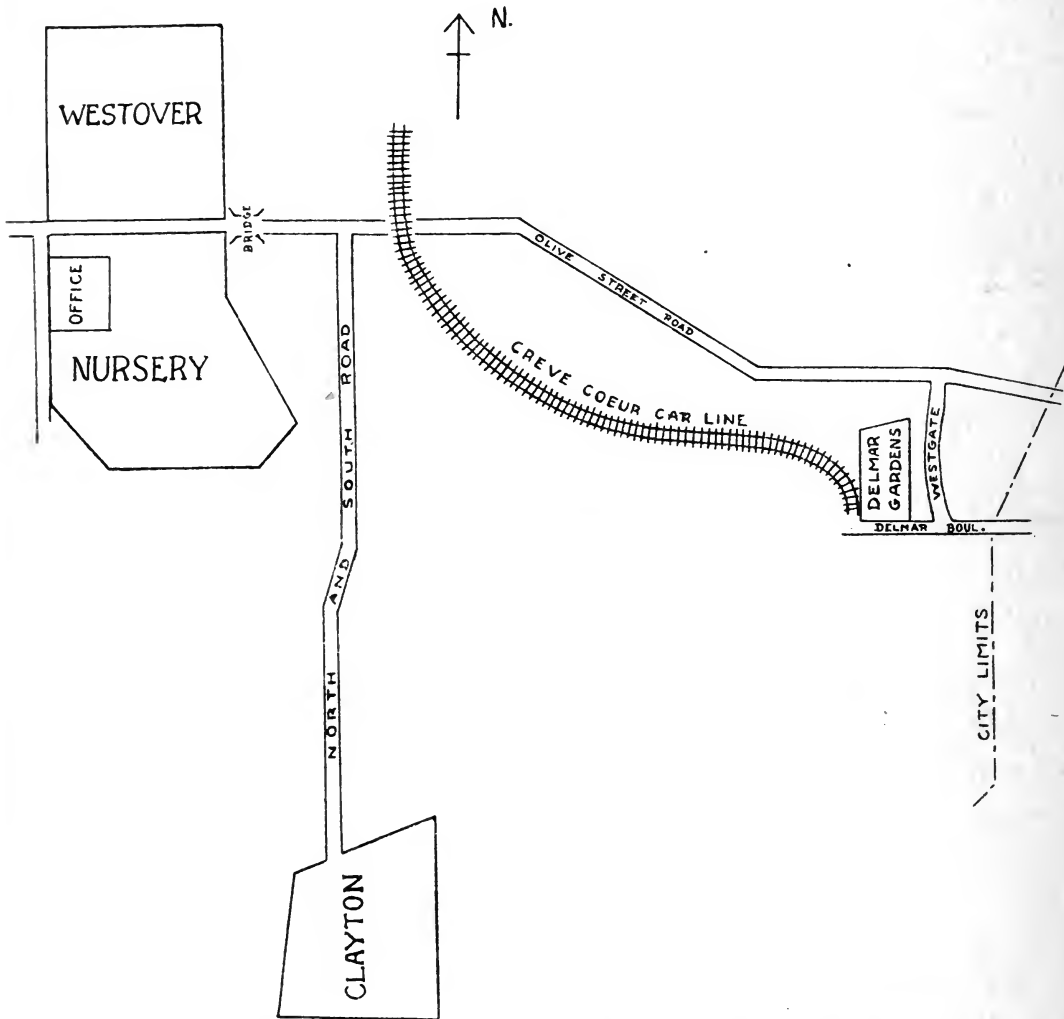 N.
WESTOVER
BRIDGE
OFFICE
NURSERY
OLIVE STREET ROAD
CREVE COEUR CAR LINE
NORTH AND SOUTH ROAD
DELMAR
GARDENS
WESTGATE
DELMAR BOUL.
CITY LIMITS
CLAYTON